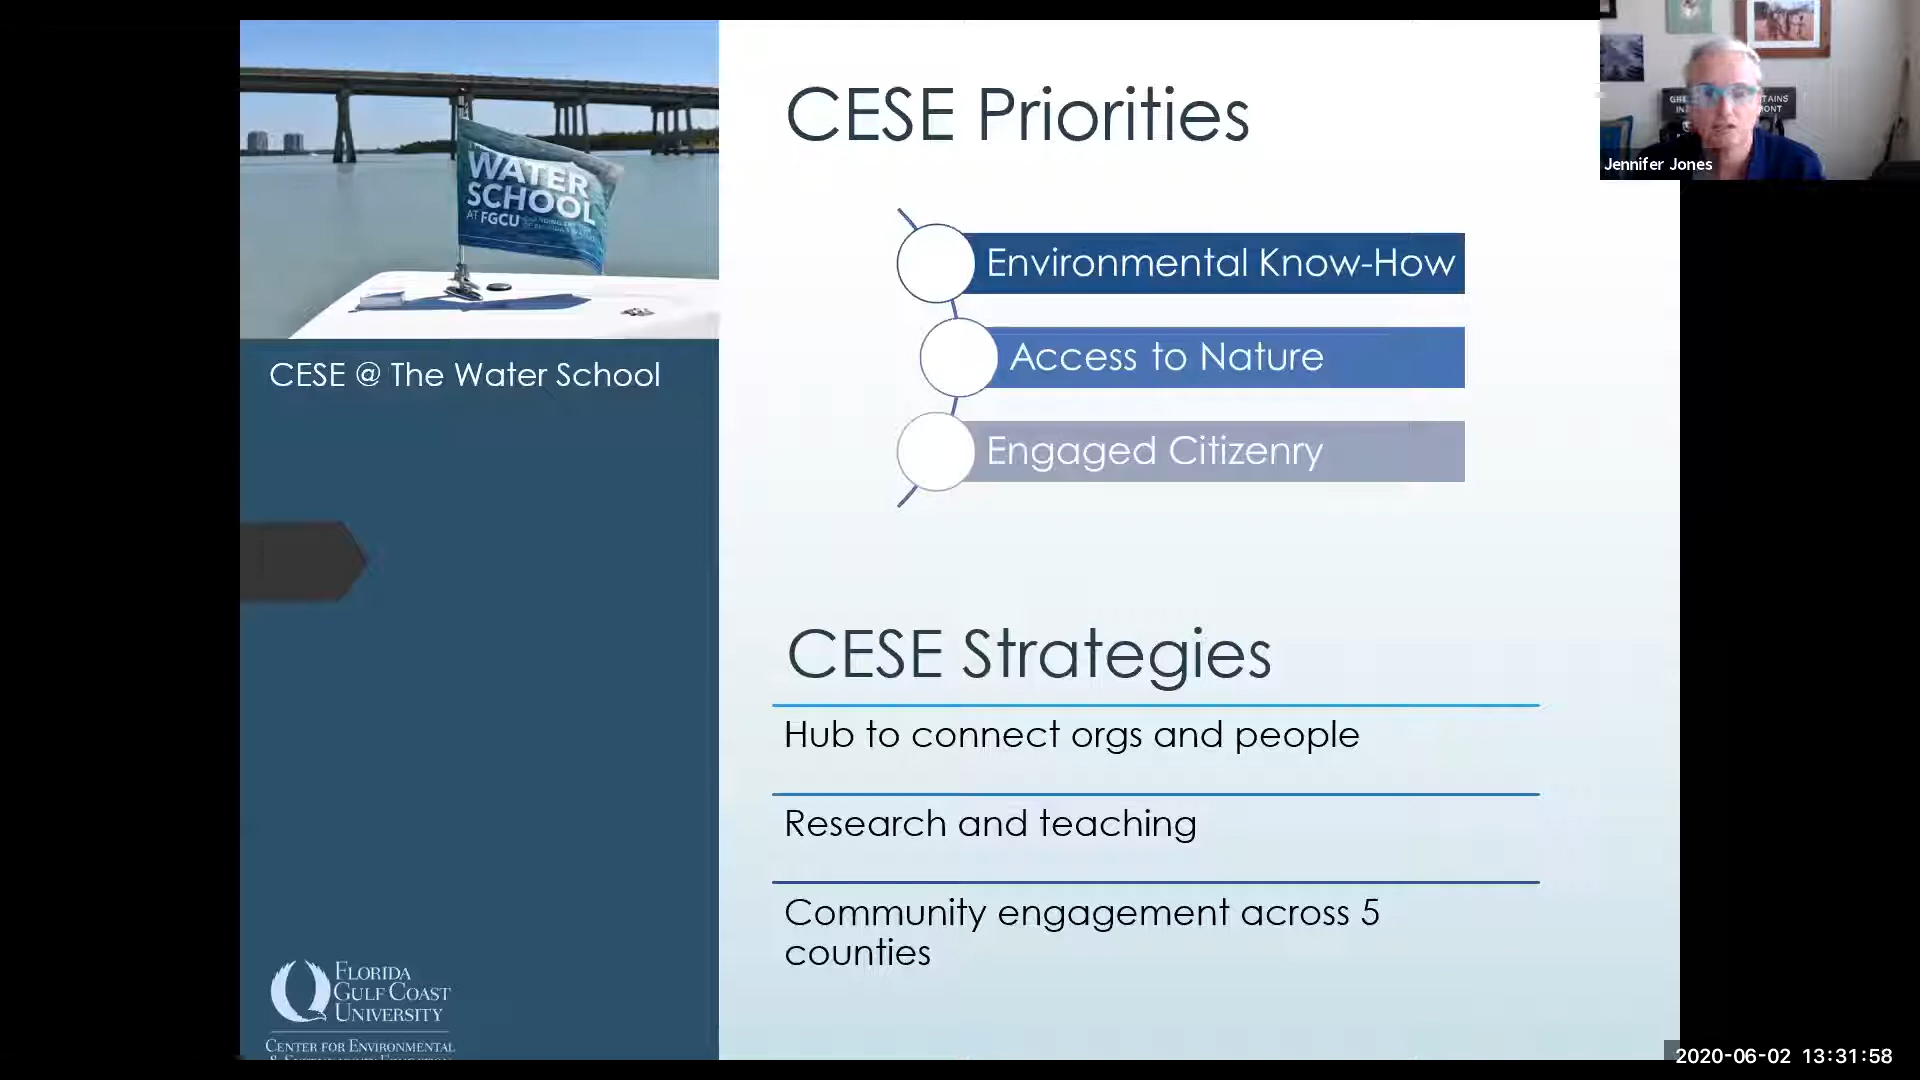 WATER
SCHOOL
AT FGCU
CESE @ The Water School
FLORIDA
GULF COAST
UNIVERSITY
CENTER FOR ENVIRONMENTAL
CESE Priorities
Environmental Know-How
Access to Nature
Engaged Citizenry
CESE Strategies
Hub to connect orgs and people
Research and teaching
Community engagement across 5
counties
Jennifer Jones
2020-06-02 13:31:58